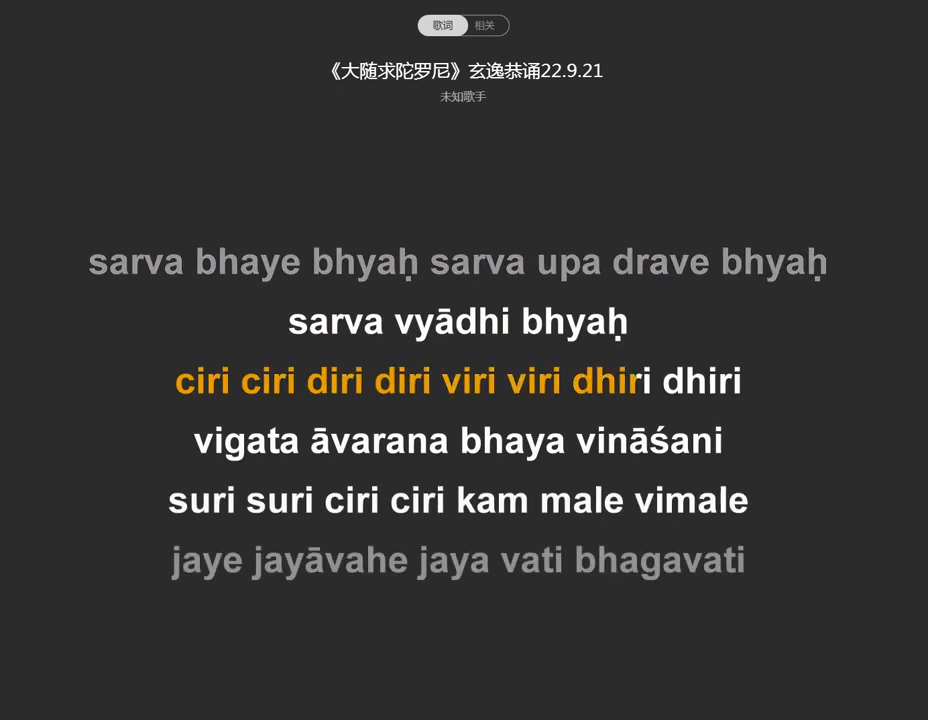 歌词 相关
《大随求陀罗尼》玄逸恭诵22.9.21
未知歌手
sarva bhaye bhyaḥ sarva upa drave bhyaḥ
sarva vyādhi bhyaḥ
ciri ciri diri diri viri viri dhiri dhiri
vigata āvarana bhaya vināśani
suri suri ciri ciri kam male vimale
jaye jayāvahe jaya vati bhagavati